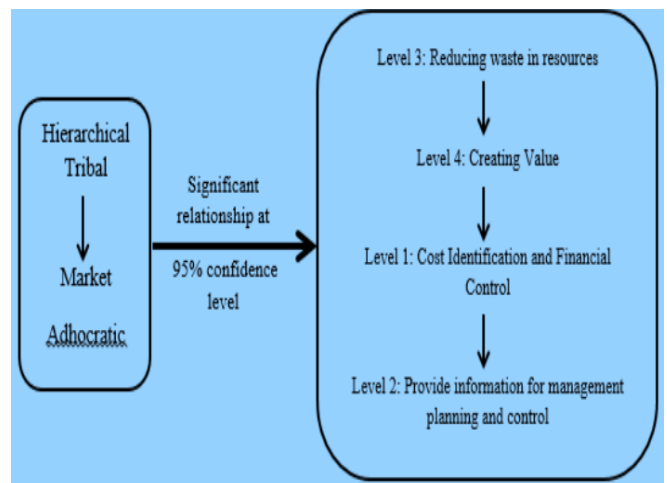 Hierarchical
Tribal
Market
Adhocratic
Significant
relationship at
95% confidence
level
Level 3: Reducing waste in resources
Level 4: Creating Value
Level 1: Cost Identification and Financial
Control
Level 2: Provide information for management
planning and control